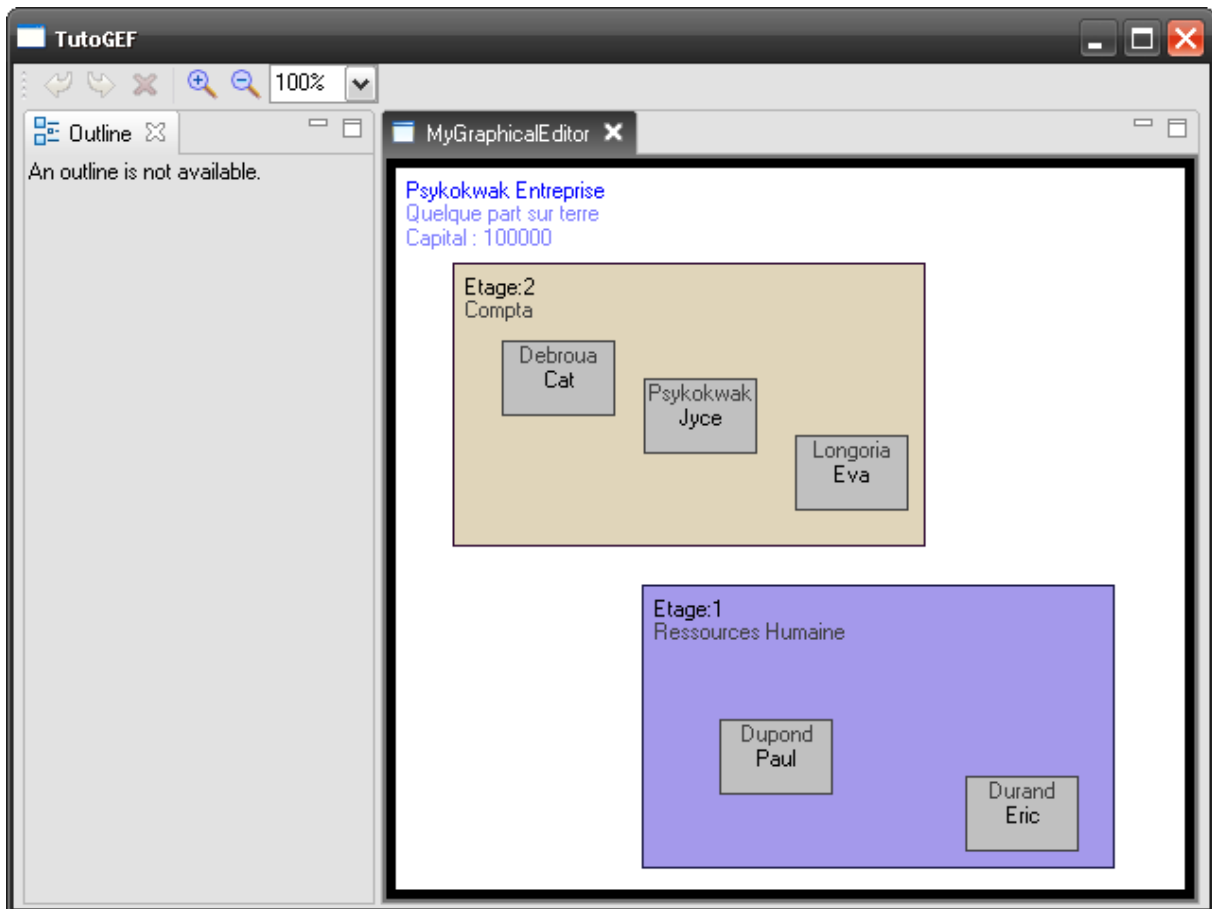 TutoGEF
100%
Outline
An outline is not available.
MyGraphicalEditor
Psykokwak Entreprise
Quelque part sur terre
Capital : 100000
Etage:2
Compta
Debroua
Cat
Psykokwak
Jyce
Longoria
Eva
Etage:1
Ressources Humaine
Dupond
Paul
Durand
Eric